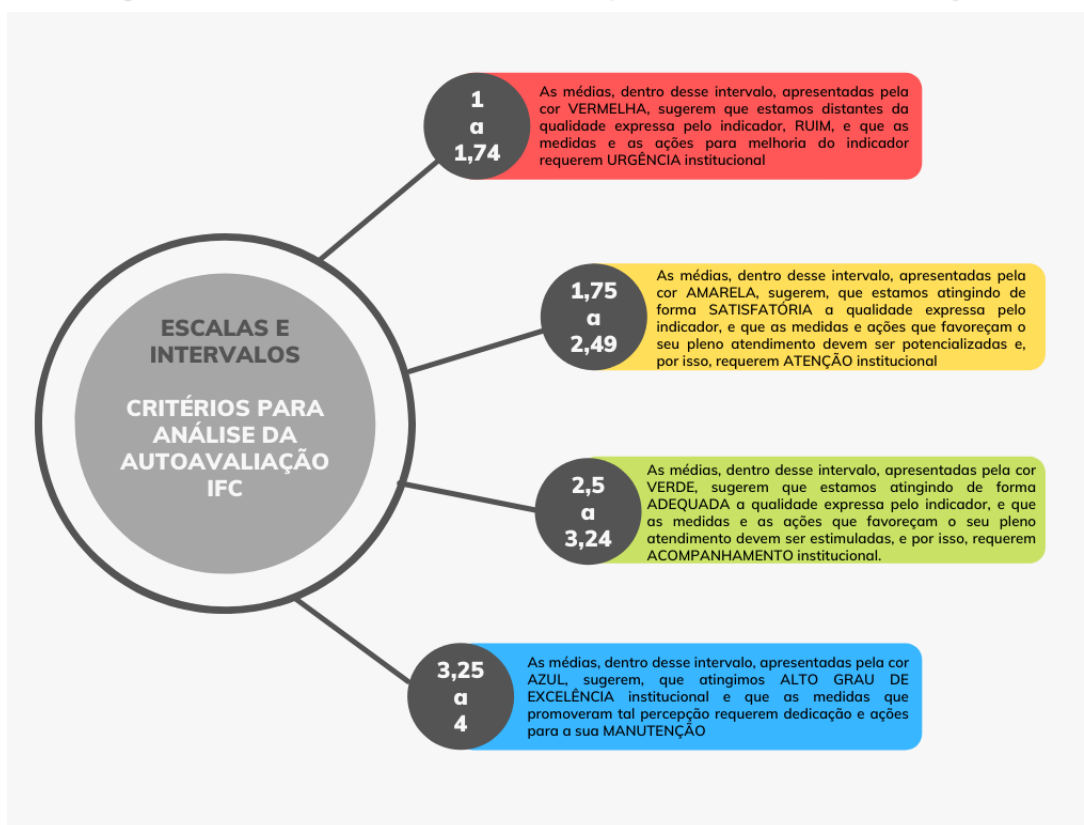 ESCALAS E
INTERVALOS
CRITÉRIOS PARA
ANÁLISE DA
AUTOAVALIAÇÃO
IFC
1
a
1,74
As médias, dentro desse intervalo, apresentadas pela
cor VERMELHA, sugerem que estamos distantes da
qualidade expressa pelo indicador, RUIM, e que as
medidas e as ações para melhoria do indicador
requerem URGÊNCIA institucional
1,75
a
2,49
As médias, dentro desse intervalo, apresentadas pela
cor AMARELA, sugerem, que estamos atingindo de
forma SATISFATÓRIA a qualidade expressa pelo
indicador, e que as medidas e ações que favoreçam o
seu pleno atendimento devem ser potencializadas e,
por isso, requerem ATENÇÃO institucional
2,5
a
3,24
As médias, dentro desse intervalo, apresentadas pela cor
VERDE, sugerem que estamos atingindo de forma
ADEQUADA a qualidade expressa pelo indicador, e que
as medidas e as ações que favoreçam o seu pleno
atendimento devem ser estimuladas, e por isso, requerem
ACOMPANHAMENTO institucional.
3,25
a
4
As médias, dentro desse intervalo, apresentadas pela cor
AZUL, sugerem, que atingimos ALTO GRAU DE
EXCELÊNCIA institucional e que as medidas que
promoveram tal percepção requerem dedicação e ações
para a sua MANUTENÇÃO